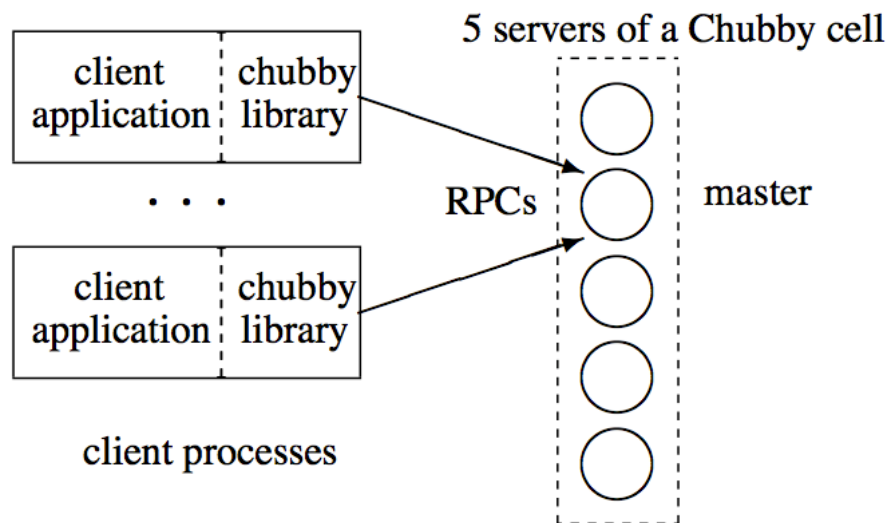 5 servers of a Chubby cell
client
application
chubby
library
. . .
RPCs
master
client
application
chubby
library
client processes